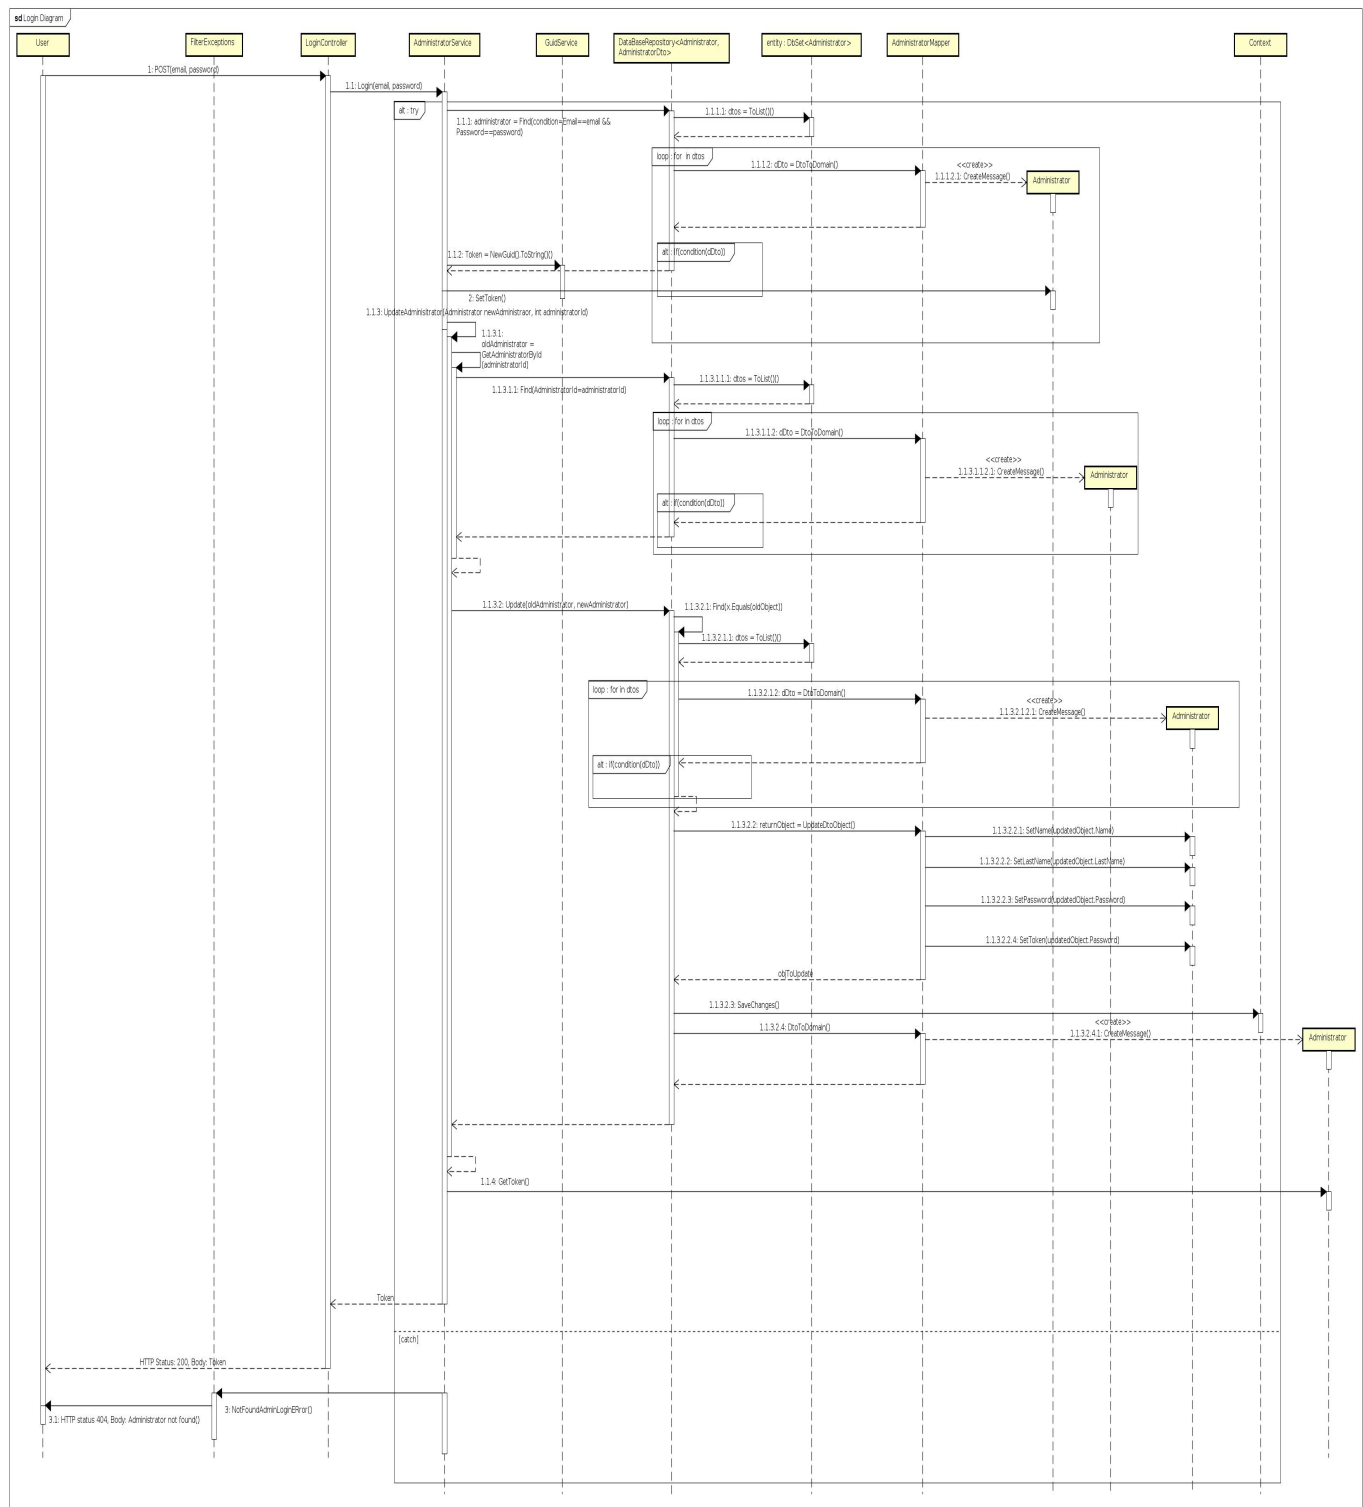 sd Login Diagram
User
FilterExceptions
LoginController
AdministratorService
GuidService
DataBaseRepository<Administrator,
AdministratorDto>
entity : DbSet<Administrator>
AdministratorMapper
Context
1: POST(email, password)
1.1: Login(email, password)
alt : try
1.1.1: administrator = Find(condition=Email==email &&
Password==password)
1.1.1.1: dtos = ToList()()
loop : for  in dtos
1.1.1.2: dDto = DtoToDomain()
<<create>>
1.1.1.2.1: CreateMessage()
Administrator
alt : if(condition(dDto))
1.1.2: Token = NewGuid().ToString()()
2: SetToken()
1.1.3: UpdateAdminisitrator(Administrator newAdministraor, int administratorId)
1.1.3.1:
oldAdministrator =
GetAdministratorById
(administratorId)
1.1.3.1.1: Find(AdministratorId=administratorId)
1.1.3.1.1.1: dtos = ToList()()
loop : for in dtos
1.1.3.1.1.2: dDto = DtoToDomain()
<<create>>
1.1.3.1.1.2.1: CreateMessage()
Administrator
alt : if(condition(dDto))
1.1.3.2: Update(oldAdministrator, newAdministrator)
1.1.3.2.1: Find(x.Equals(oldObject))
1.1.3.2.1.1: dtos = ToList()()
loop : for in dtos
1.1.3.2.1.2: dDto = DtoToDomain()
<<create>>
1.1.3.2.1.2.1: CreateMessage()
Administrator
alt : if(condition(dDto))
1.1.3.2.2: returnObject = UpdateDtoObject()
1.1.3.2.2.1: SetName(updatedObject.Name)
1.1.3.2.2.2: SetLastName(updatedObject.LastName)
1.1.3.2.2.3: SetPassword(updatedObject.Password)
1.1.3.2.2.4: SetToken(updatedObject.Password)
objToUpdate
1.1.3.2.3: SaveChanges()
1.1.3.2.4: DtoToDomain()
<<create>>
1.1.3.2.4.1: CreateMessage()
Administrator
1.1.4: GetToken()
Token
[catch]
HTTP Status: 200, Body: Token
3: NotFoundAdminLoginERror()
3.1: HTTP status 404, Body: Administrator not found()